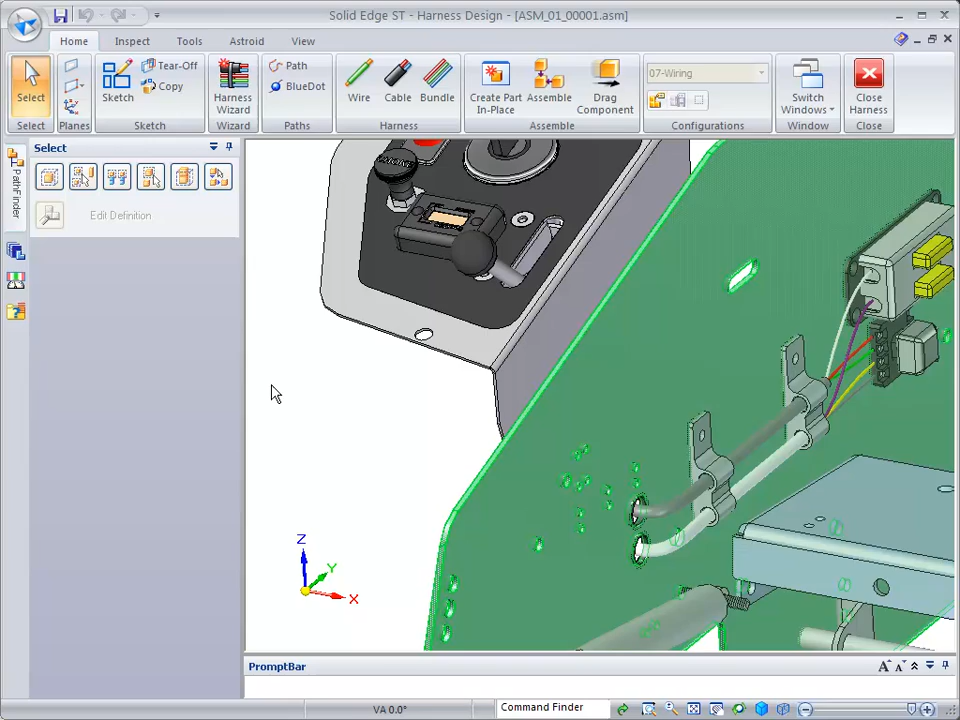 Solid Edge ST - Harness Design - [ASM_01_00001.asm]
Home Inspect Tools Astroid View
Select
Select
Planes
Sketch
Tear-Off
Copy
Sketch
Harness Wizard
Wizard
Path
BlueDot
Paths
Wire
Cable
Bundle
Harness
Create Part In-Place
Assemble
Drag Component
Assemble
07-Wiring
Configurations
Switch Windows
Window
Close Harness
Close
PathFinder
Select
Edit Definition
Z
Y
X
PromptBar
A A
VA 0.0°
Command Finder